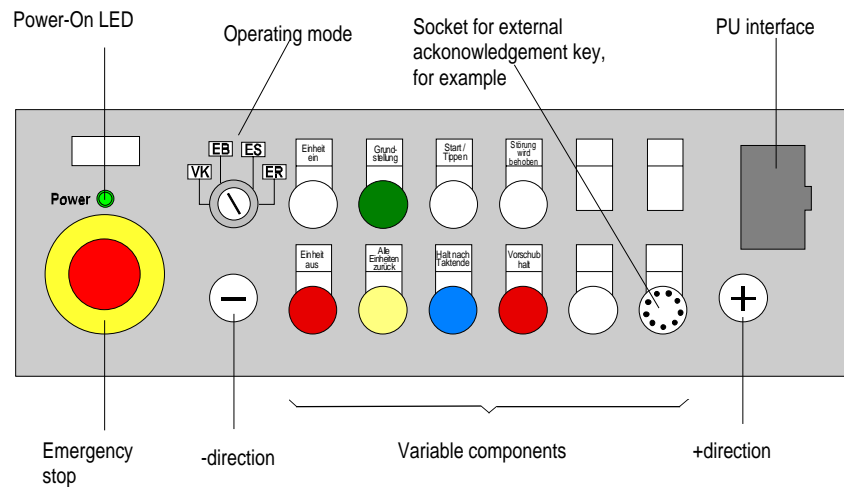 Power-On LED
Operating mode
Socket for external
ackonowledgement key,
for example
PU interface
EB
ES
VK
ER
Power
Einheit
ein
Grund-
stellung
Start /
Tippen
Störung
wird
behoben
Einheit
aus
Alle
Einheiten
zurück
Halt nach
Taktende
Vorschub
halt
Emergency
stop
-direction
Variable components
+direction